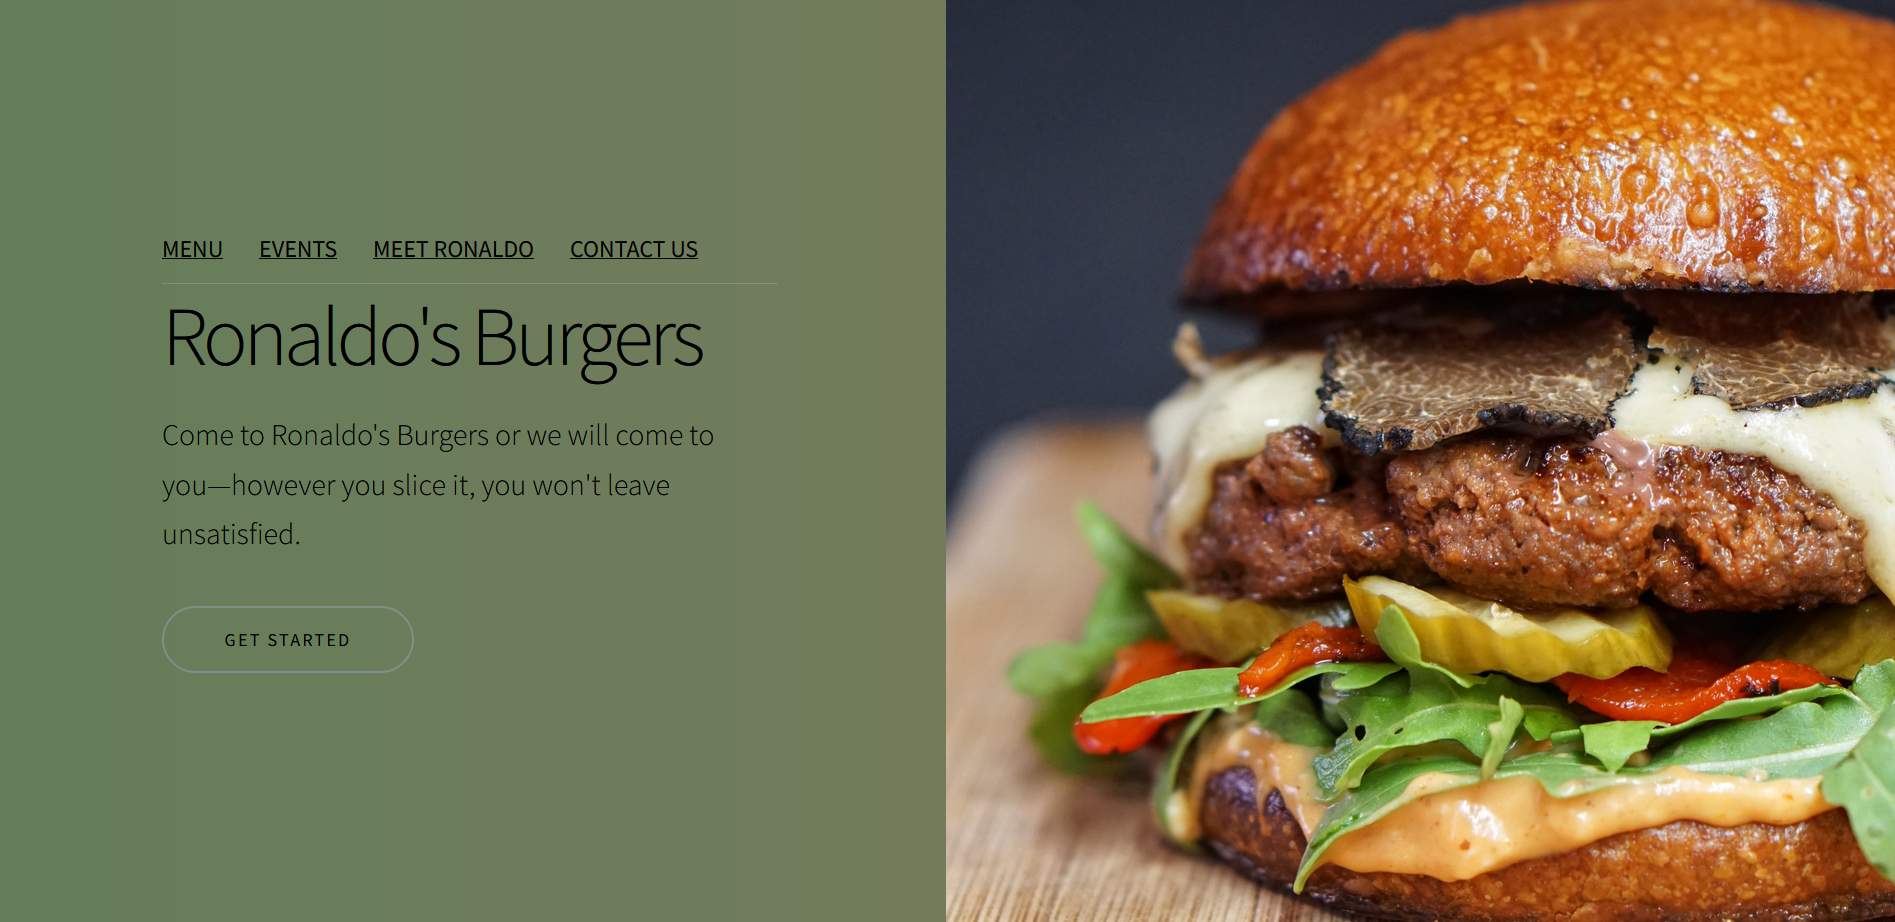 MENU EVENTS MEET RONALDO CONTACT US
Ronaldo's Burgers
Come to Ronaldo's Burgers or we will come to
you—however you slice it, you won't leave
unsatisfied.
GET STARTED